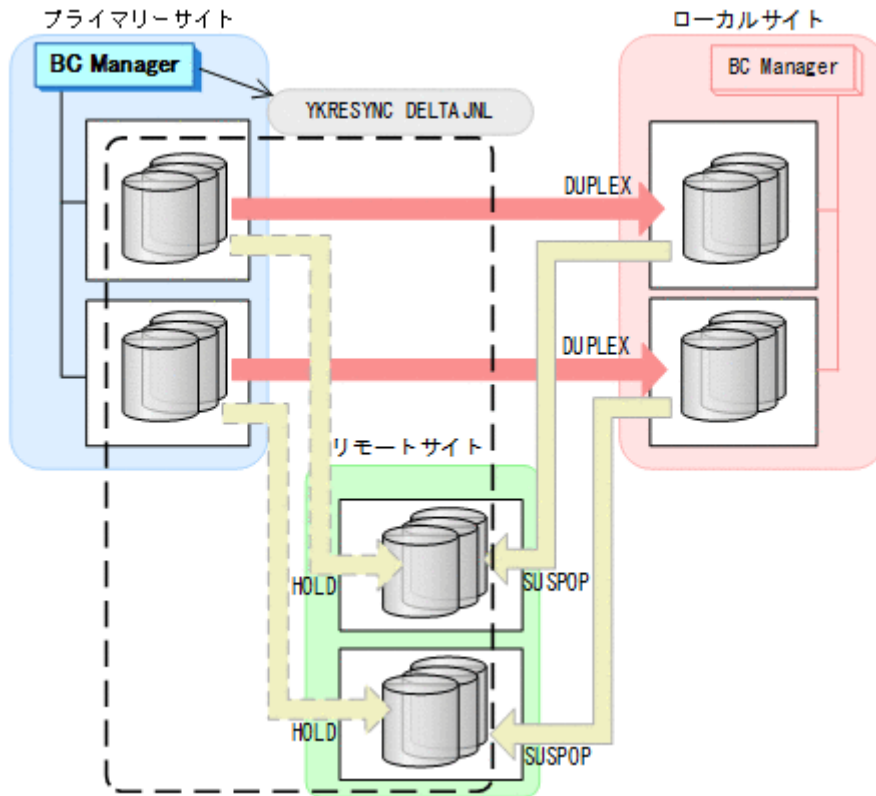 プライマリーサイト
ローカルサイト
BC Manager
BC Manager
YKRESYNC DELTAJNL
DUPLEX
DUPLEX
リモートサイト
HOLD
SUSPOP
HOLD
SUSPOP